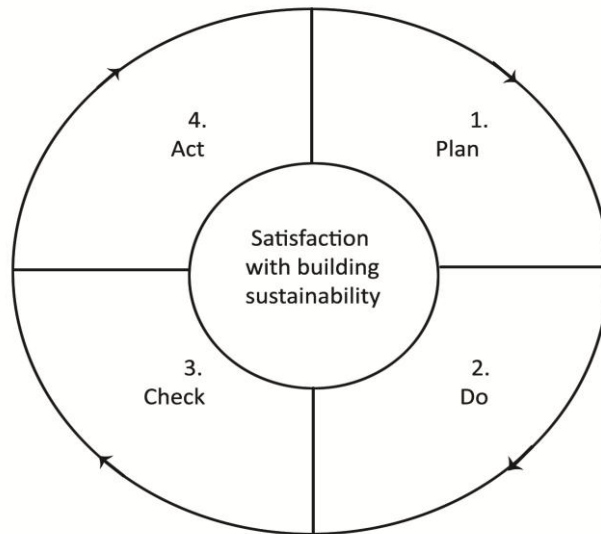 1.
Plan
2.
Do
3.
Check
4.
Act
Satisfaction
with building
sustainability